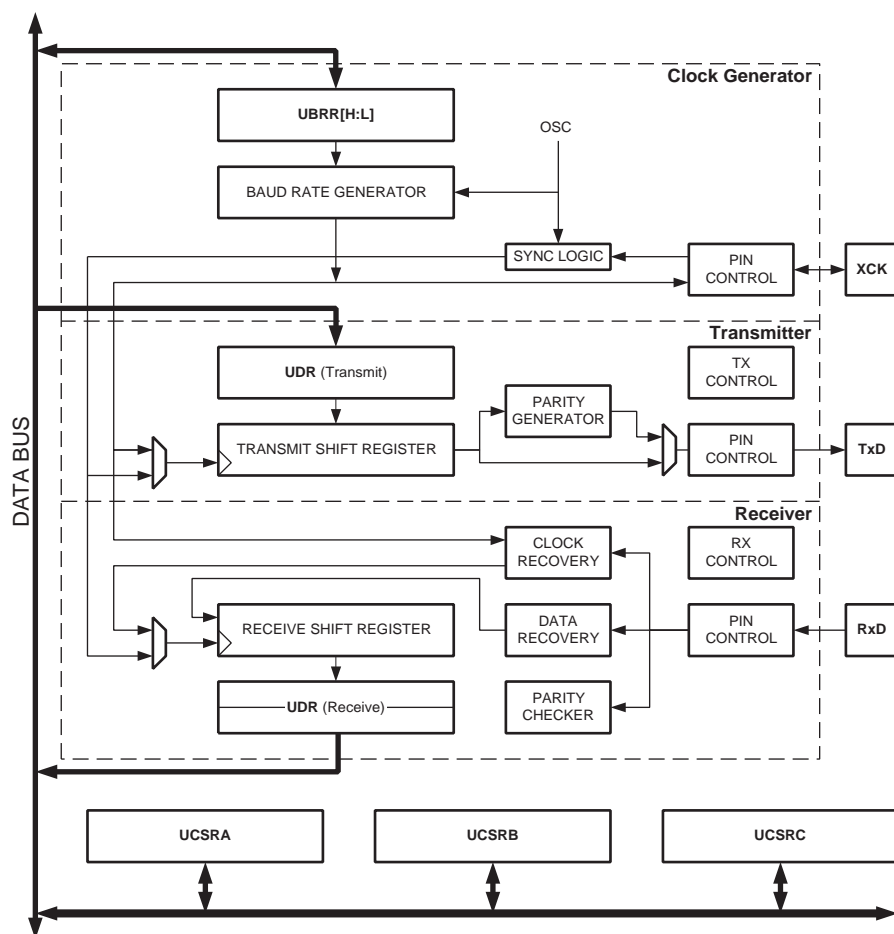 Clock Generator
UBRR[H:L]
OSC
BAUD RATE GENERATOR
SYNC LOGIC
PIN
CONTROL
XCK
Transmitter
UDR (Transmit)
TX
CONTROL
PARITY
GENERATOR
TRANSMIT SHIFT REGISTER
PIN
CONTROL
TxD
DATA BUS
Receiver
CLOCK
RECOVERY
RX
CONTROL
RECEIVE SHIFT REGISTER
DATA
RECOVERY
PIN
CONTROL
RxD
UDR (Receive)
PARITY
CHECKER
UCSRA
UCSRB
UCSRC